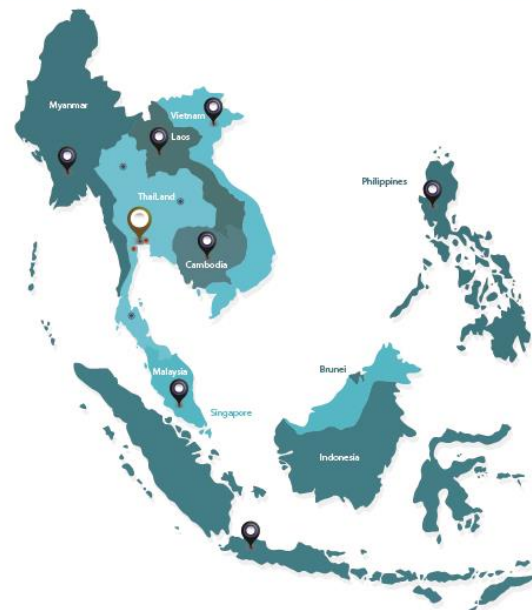 Myanmar
Vietnam
Laos
ThaiLand
Philippines
Cambodia
Malaysia
Brunei
Singapore
Indonesia